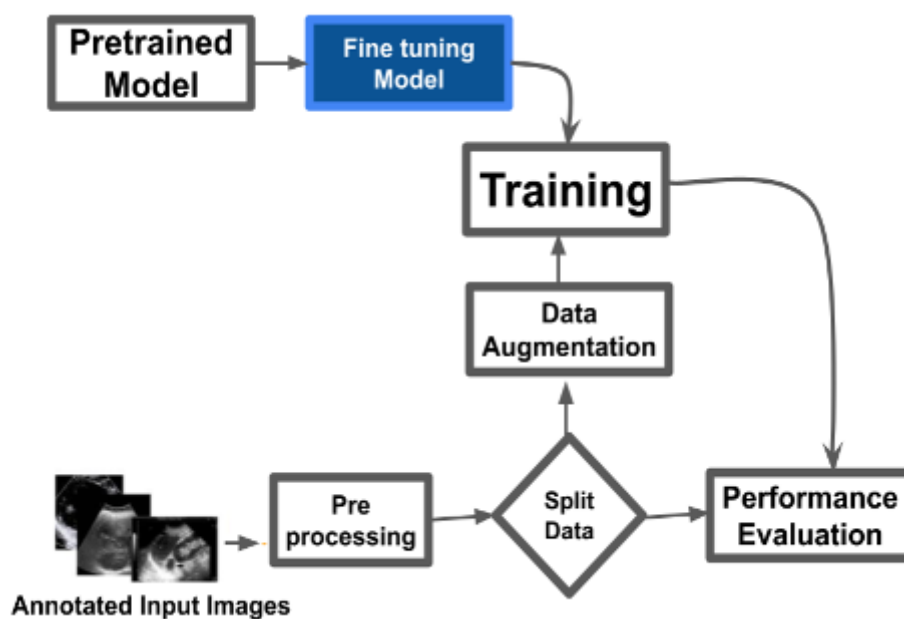 Pretrained
Model
Fine tuning
Model
Training
Data
Augmentation
Pre
processing
Split
Data
Performance
Evaluation
Annotated Input Images